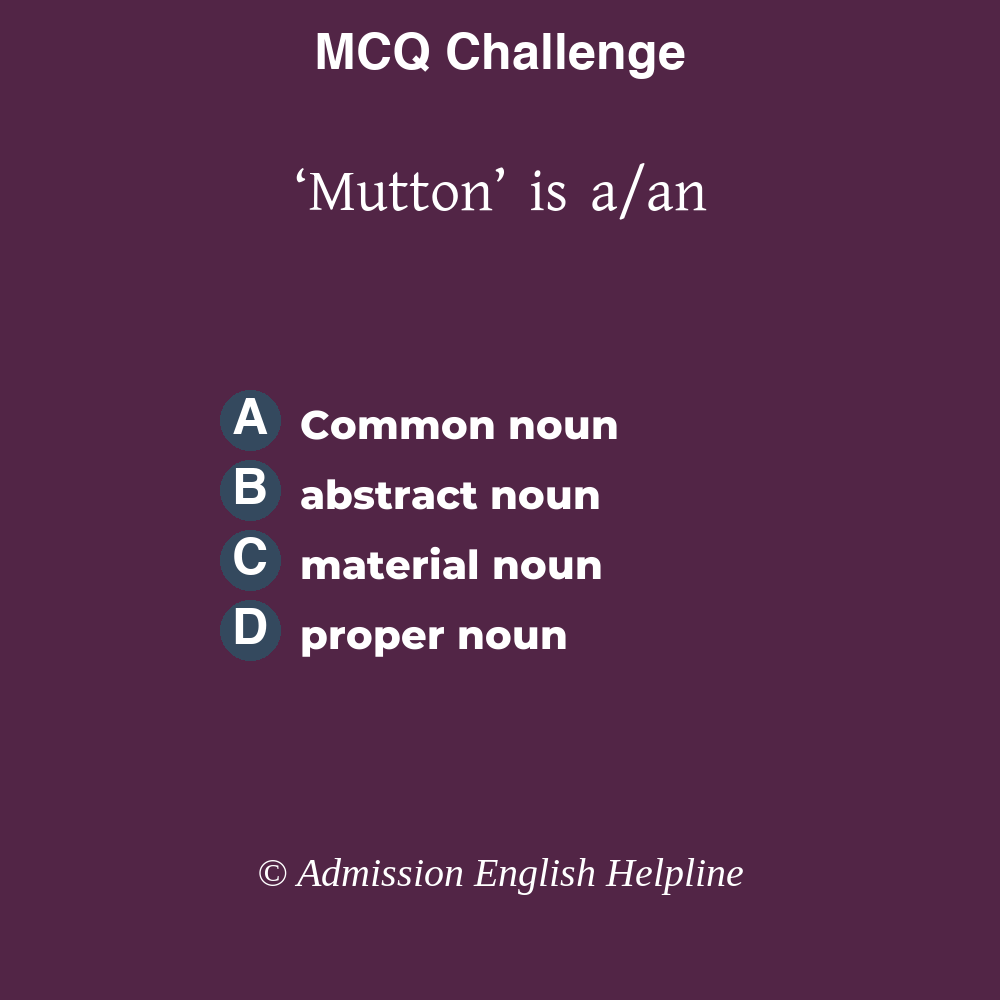 MCQ Challenge
‘Mutton’ is a/an
A Common noun
B abstract noun
C material noun
D proper noun
© Admission English Helpline